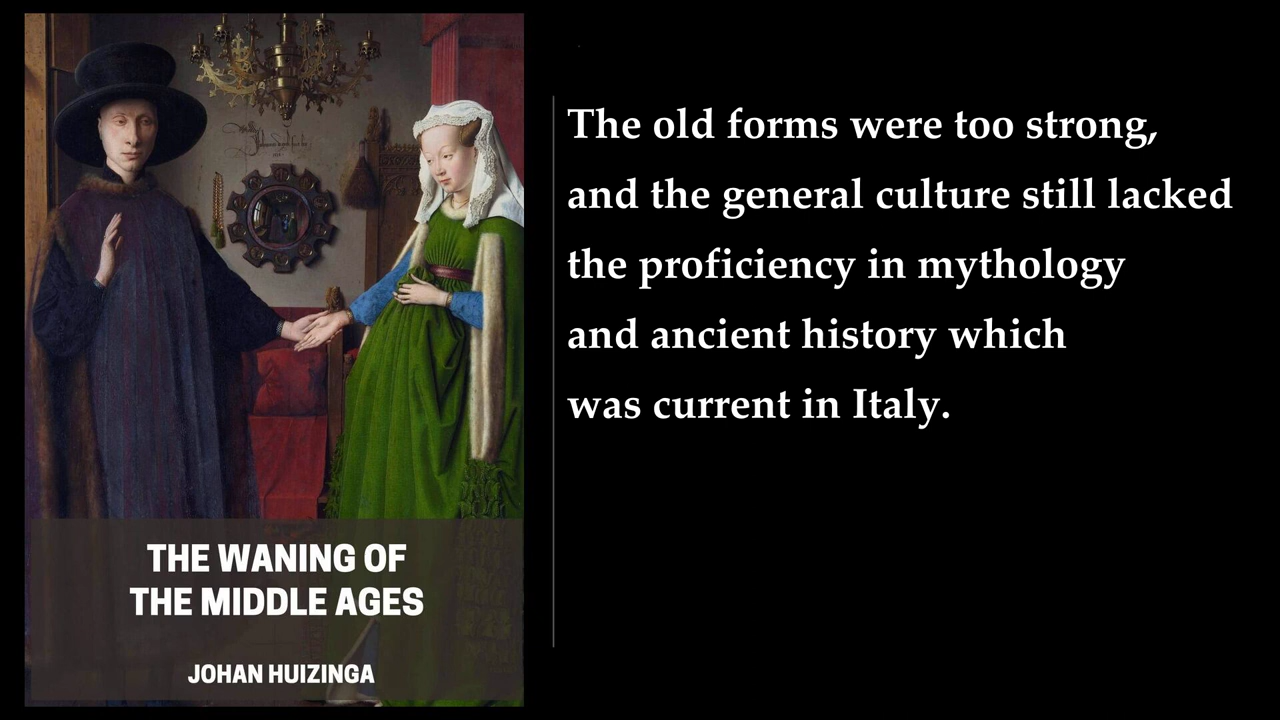 THE WANING OF
THE MIDDLE AGES
JOHAN HUIZINGA
The old forms were too strong,
and the general culture still lacked
the proficiency in mythology
and ancient history which
was current in Italy.